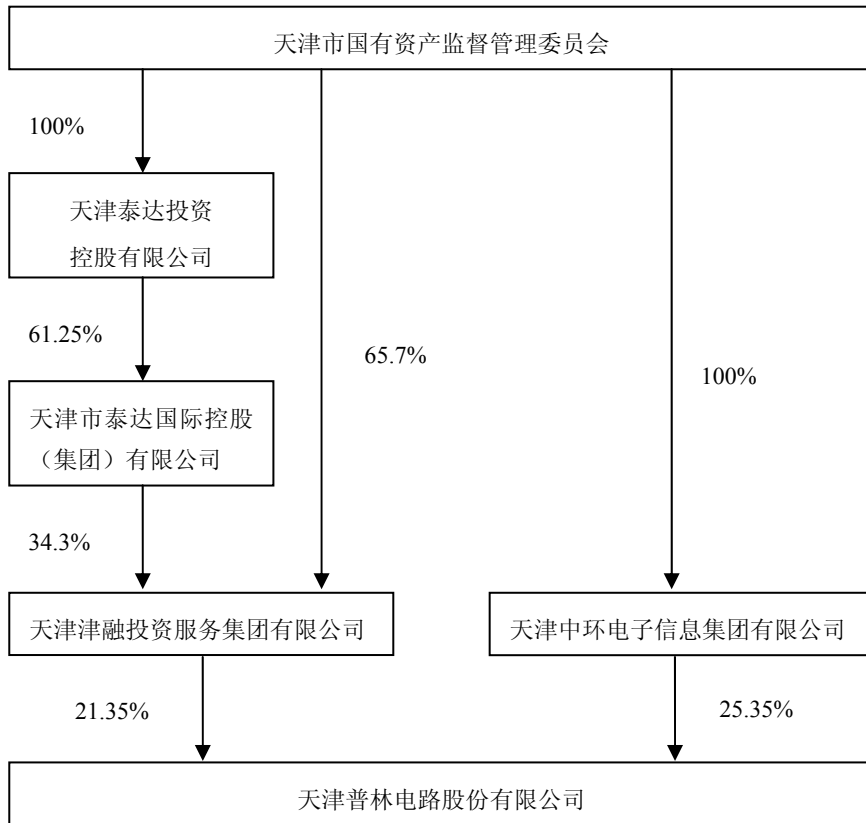 天津市国有资产监督管理委员会
100%
天津泰达投资
控股有限公司
61.25%
65.7%
100%
天津市泰达国际控股
（集团）有限公司
34.3%
天津津融投资服务集团有限公司
天津中环电子信息集团有限公司
21.35%
25.35%
天津普林电路股份有限公司